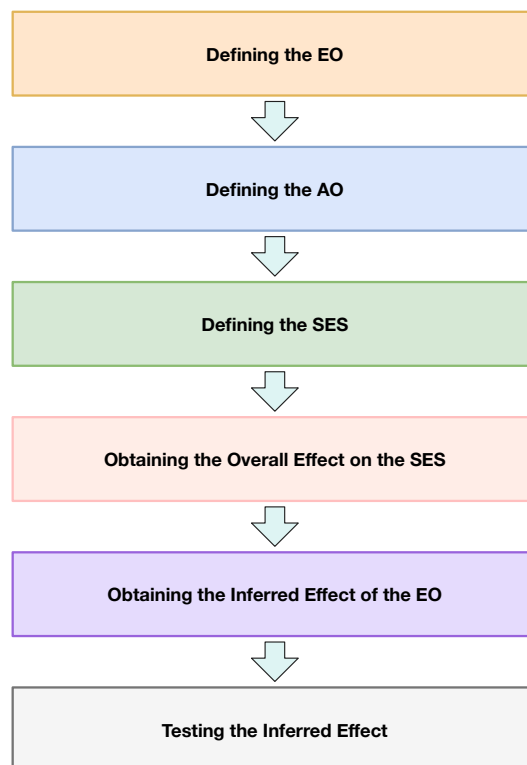 Defining the EO
Defining the AO
Defining the SES
Obtaining the Overall Effect on the SES
Obtaining the Inferred Effect of the EO
Testing the Inferred Effect